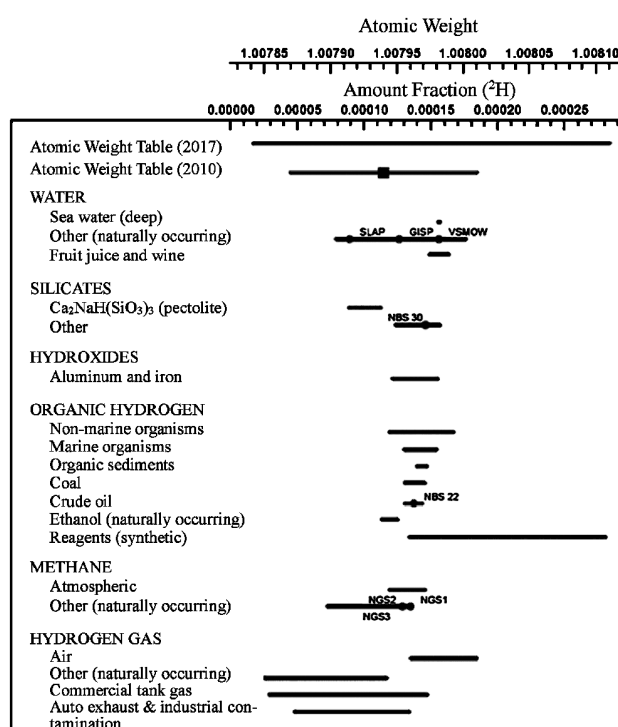 Atomic Weight
1.00785 1.00790 1.00795 1.00800 1.00805 1.00810
Amount Fraction (²H)
0.00000 0.00005 0.00010 0.00015 0.00020 0.00025
Atomic Weight Table (2017)
Atomic Weight Table (2010)
WATER
Sea water (deep)
Other (naturally occurring) SLAP GISP VSMOW
Fruit juice and wine
SILICATES
Ca₂NaH(SiO₃)₃ (pectolite)
NBS 30
Other
HYDROXIDES
Aluminum and iron
ORGANIC HYDROGEN
Non-marine organisms
Marine organisms
Organic sediments
Coal
Crude oil NBS 22
Ethanol (naturally occurring)
Reagents (synthetic)
METHANE
Atmospheric
Other (naturally occurring) NGS2 NGS1
NGS3
HYDROGEN GAS
Air
Other (naturally occurring)
Commercial tank gas
Auto exhaust & industrial con-
tamination